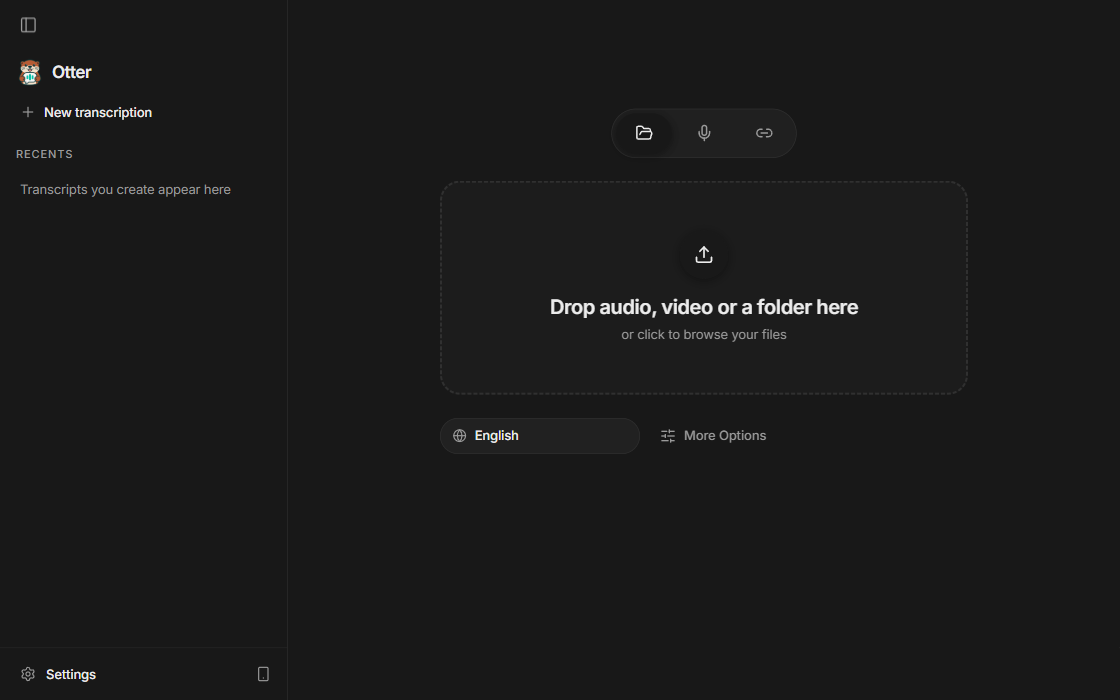 Otter
New transcription
RECENTS
Transcripts you create appear here
Drop audio, video or a folder here
or click to browse your files
English
More Options
Settings